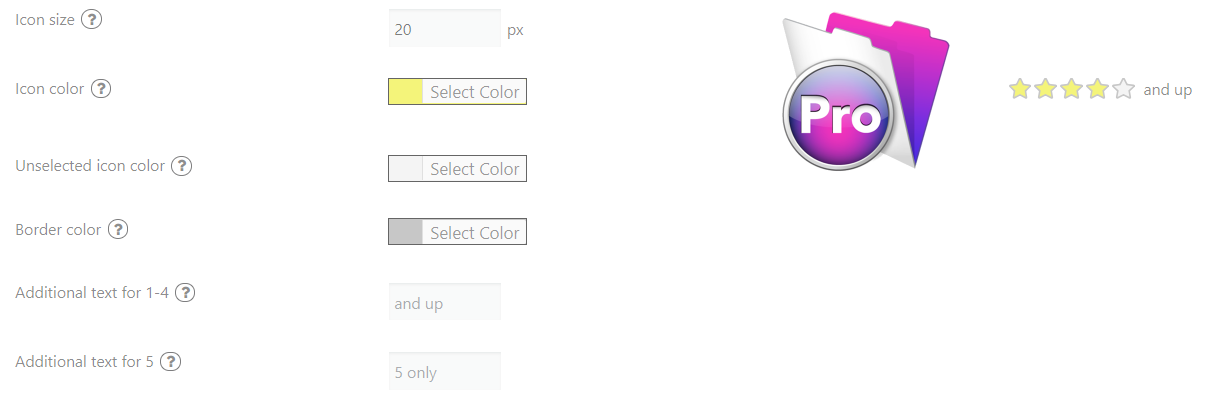 Icon size ?
20 px
Icon color ?
Select Color
Pro
and up
Unselected icon color ?
Select Color
Border color ?
Select Color
Additional text for 1-4 ?
and up
Additional text for 5 ?
5 only